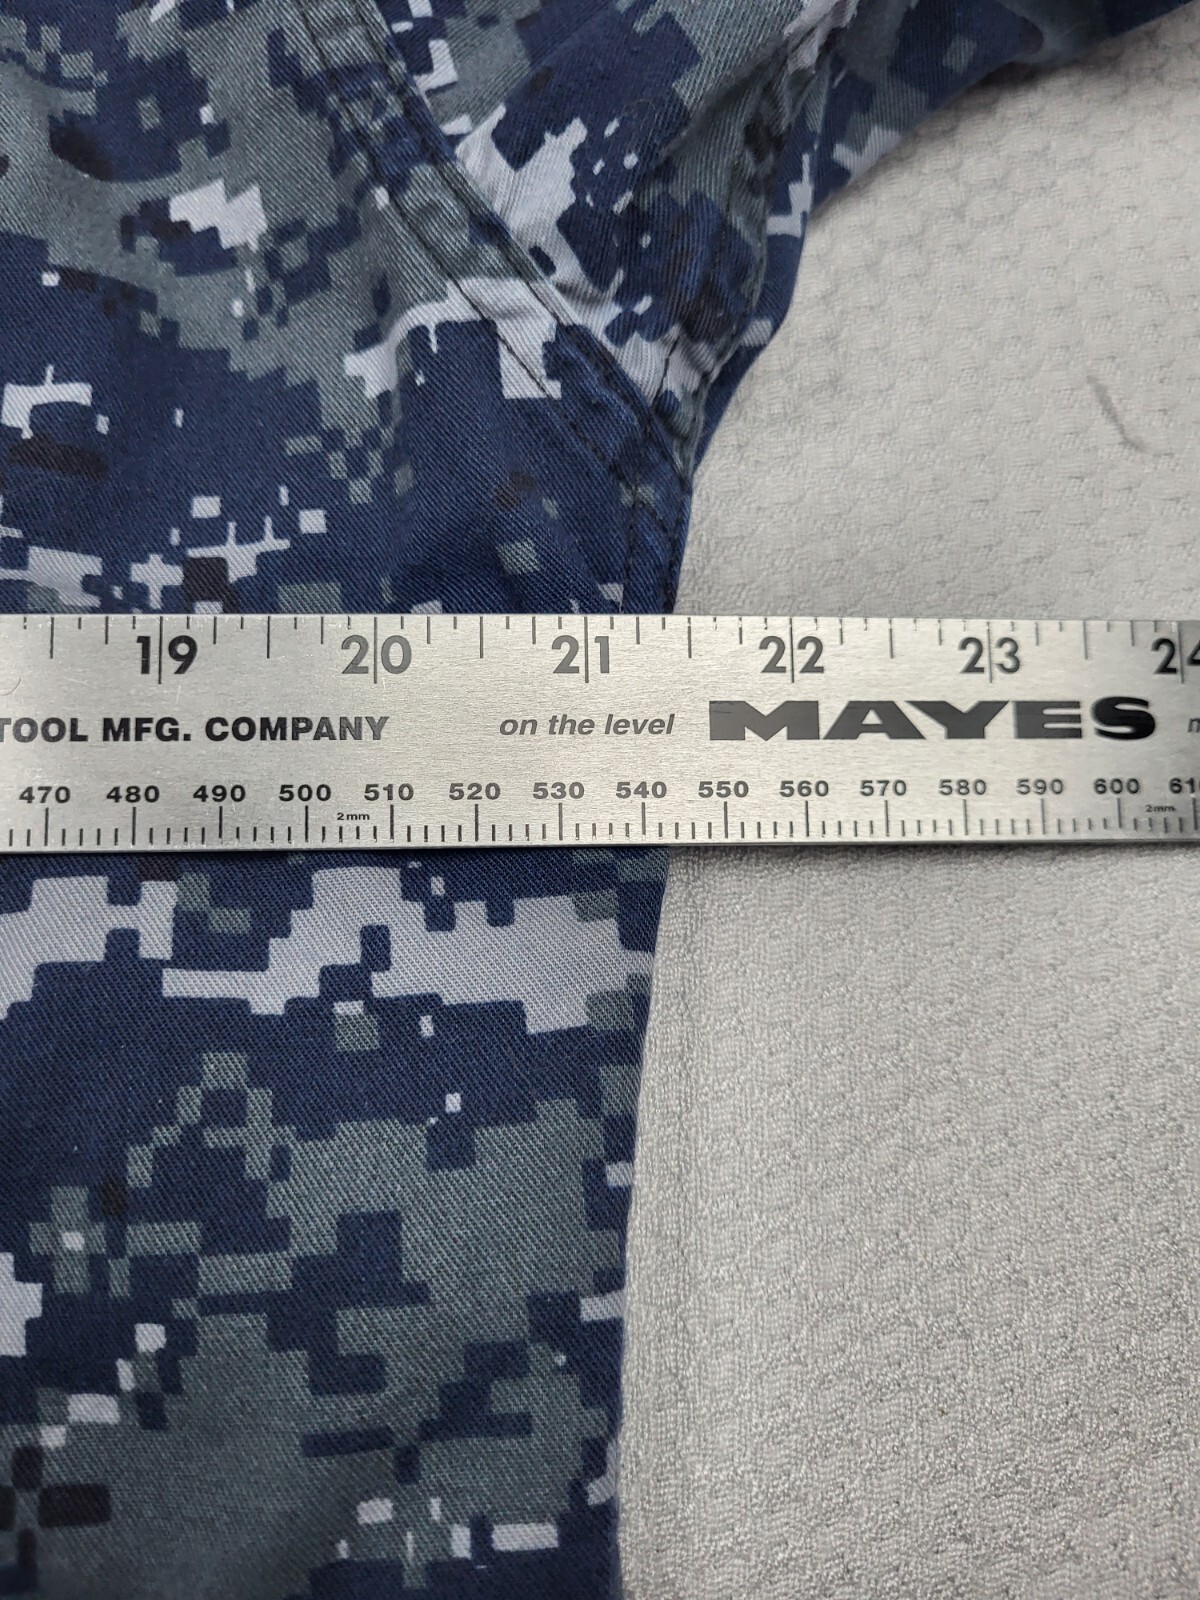 19 20 21 22 23 24
TOOL MFG. COMPANY on the level MAYES
470 480 490 500 510 520 530 540 550 560 570 580 590 600
2mm 2mm